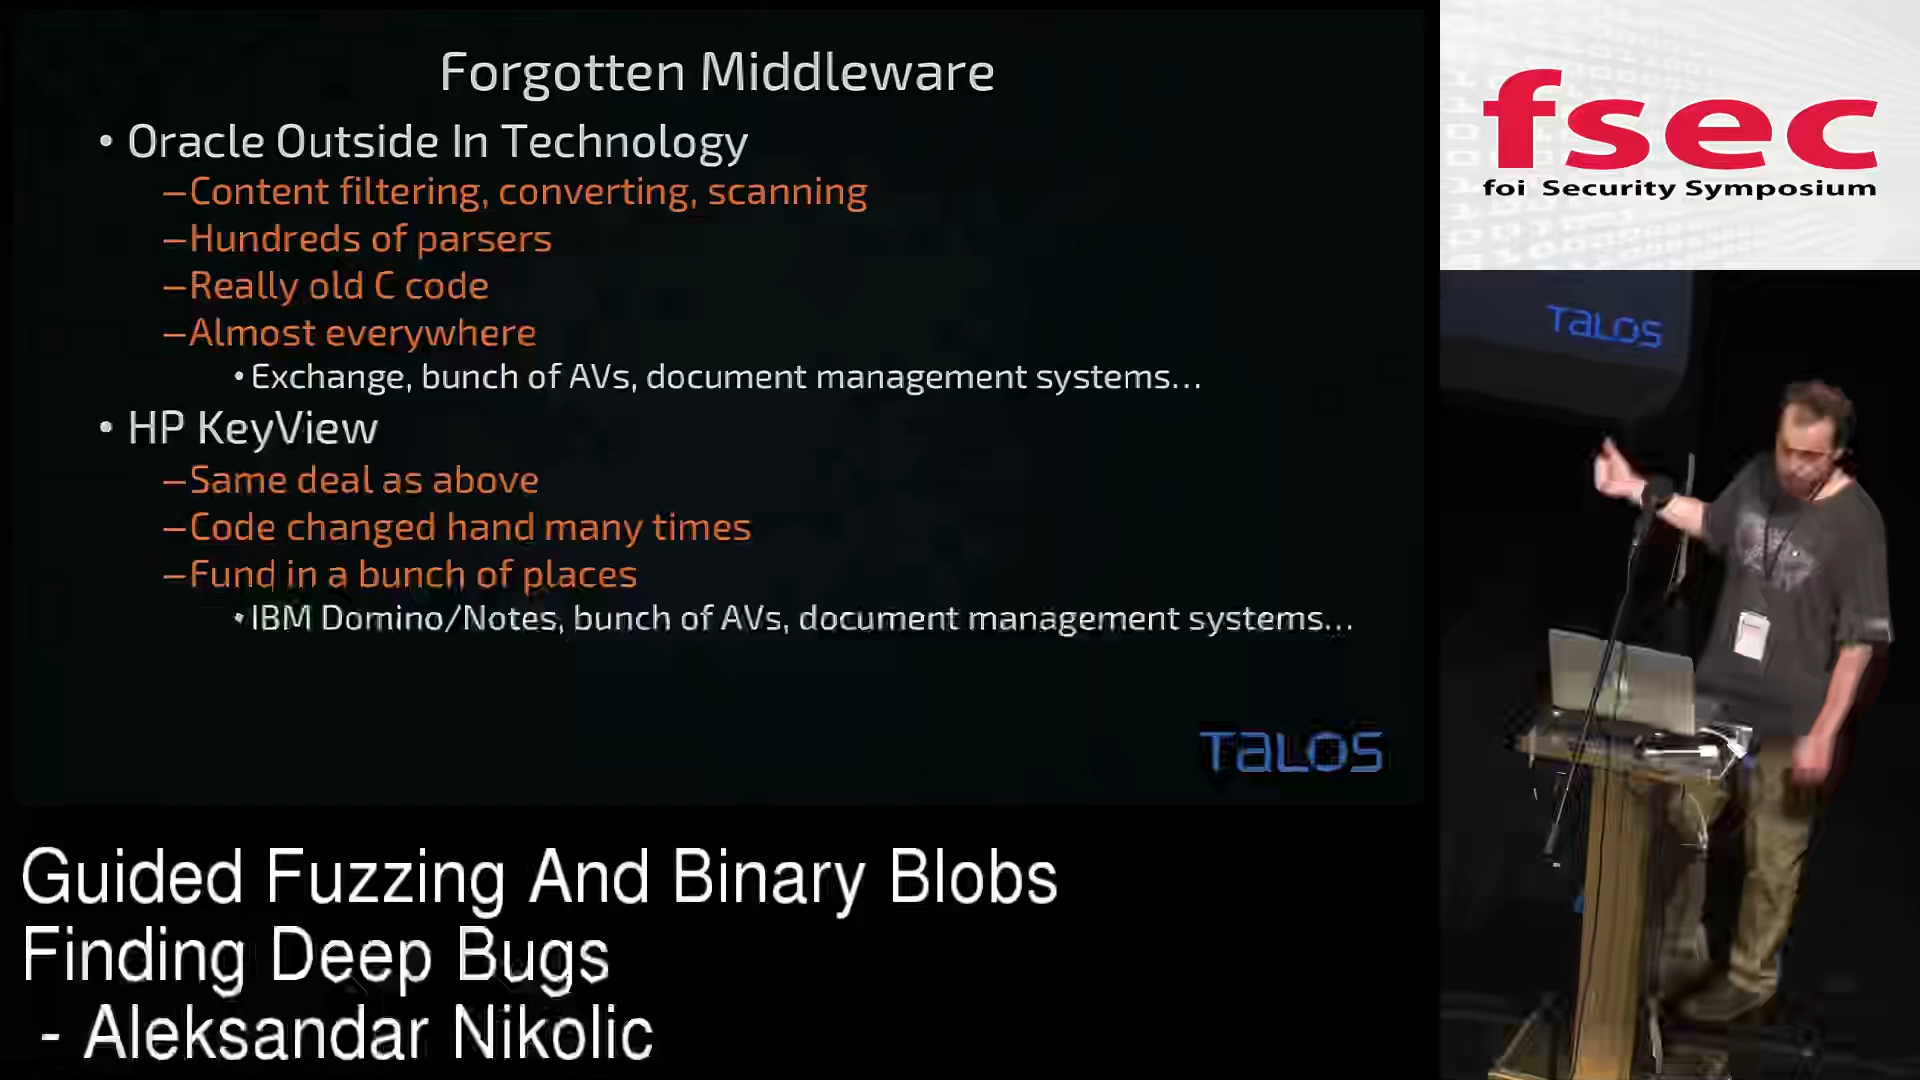 Forgotten Middleware
• Oracle Outside In Technology
–Content filtering, converting, scanning
–Hundreds of parsers
–Really old C code
–Almost everywhere
• Exchange, bunch of AVs, document management systems...
• HP KeyView
–Same deal as above
–Code changed hand many times
–Fund in a bunch of places
• IBM Domino/Notes, bunch of AVs, document management systems...
TALOS
fsec
foi Security Symposium
TALOS
Guided Fuzzing And Binary Blobs
Finding Deep Bugs
- Aleksandar Nikolic